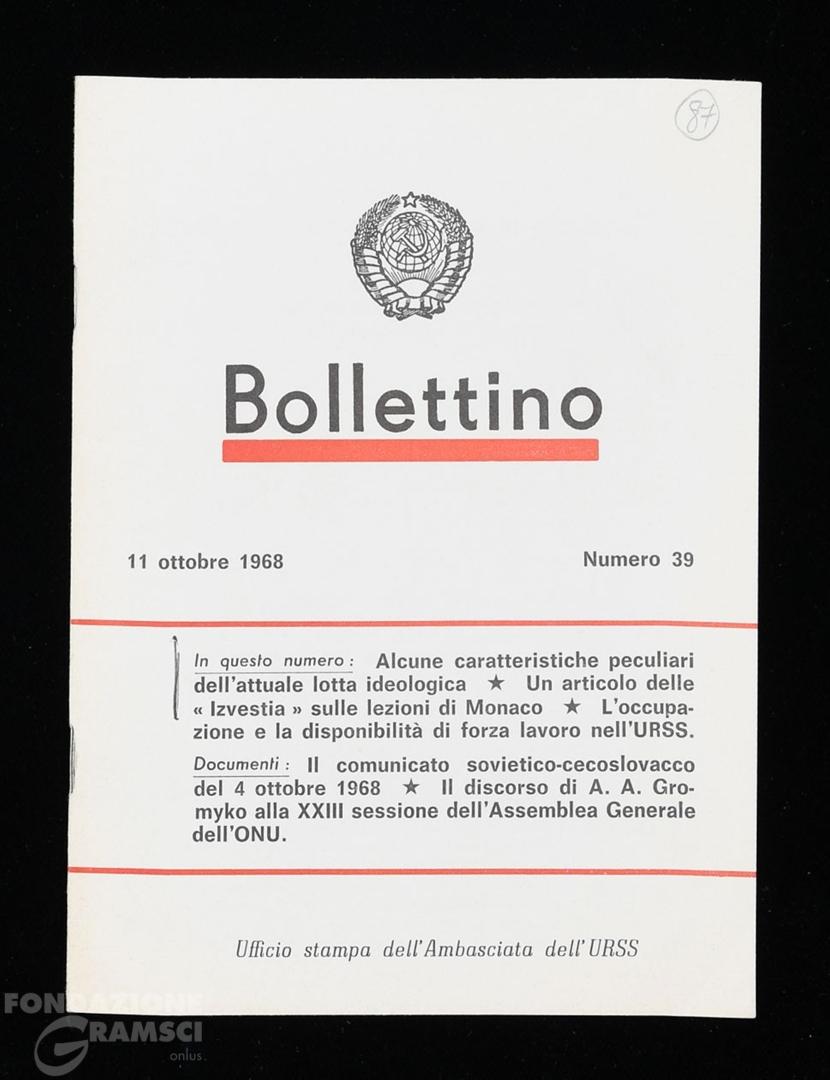 87
Bollettino
11 ottobre 1968
Numero 39
In questo numero : Alcune caratteristiche peculiari
dell'attuale lotta ideologica ★ Un articolo delle
« Izvestia » sulle lezioni di Monaco ★ L'occupa-
zione e la disponibilità di forza lavoro nell'URSS.
Documenti : Il comunicato sovietico-cecoslovacco
del 4 ottobre 1968 ★ Il discorso di A. A. Gro-
myko alla XXIII sessione dell'Assemblea Generale
dell'ONU.
Ufficio stampa dell'Ambasciata dell'URSS
FONDAZIONE
GRAMSCI
onlus.